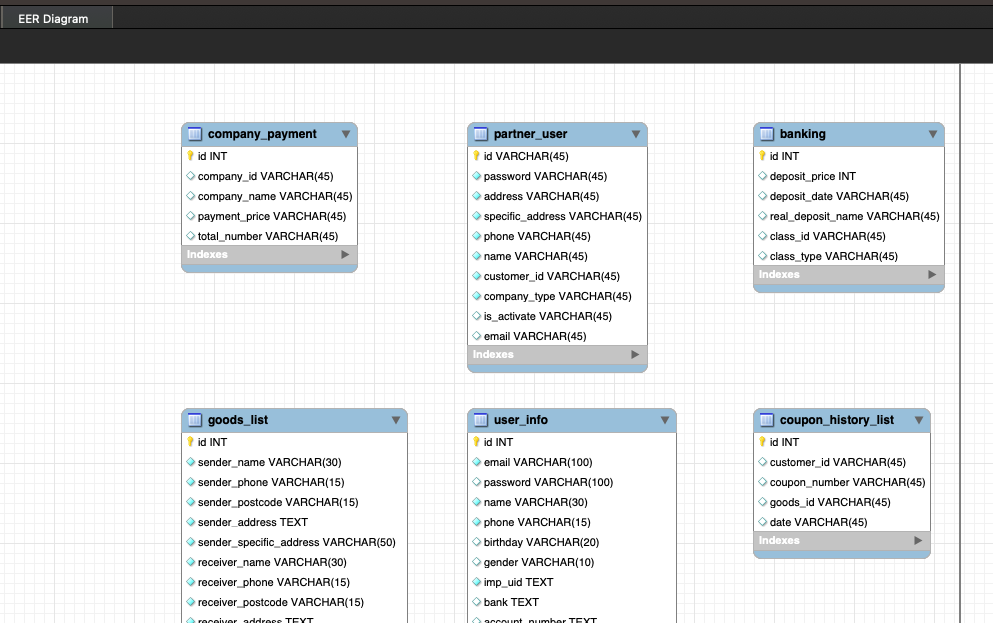 EER Diagram
company_payment
id INT
company_id VARCHAR(45)
company_name VARCHAR(45)
payment_price VARCHAR(45)
total_number VARCHAR(45)
Indexes
partner_user
id VARCHAR(45)
password VARCHAR(45)
address VARCHAR(45)
specific_address VARCHAR(45)
phone VARCHAR(45)
name VARCHAR(45)
customer_id VARCHAR(45)
company_type VARCHAR(45)
is_activate VARCHAR(45)
email VARCHAR(45)
Indexes
banking
id INT
deposit_price INT
deposit_date VARCHAR(45)
real_deposit_name VARCHAR(45)
class_id VARCHAR(45)
class_type VARCHAR(45)
Indexes
goods_list
id INT
sender_name VARCHAR(30)
sender_phone VARCHAR(15)
sender_postcode VARCHAR(15)
sender_address TEXT
sender_specific_address VARCHAR(50)
receiver_name VARCHAR(30)
receiver_phone VARCHAR(15)
receiver_postcode VARCHAR(15)
receiver_address TEXT
user_info
id INT
email VARCHAR(100)
password VARCHAR(100)
name VARCHAR(30)
phone VARCHAR(15)
birthday VARCHAR(20)
gender VARCHAR(10)
imp_uid TEXT
bank TEXT
account_number TEXT
coupon_history_list
id INT
customer_id VARCHAR(45)
coupon_number VARCHAR(45)
goods_id VARCHAR(45)
date VARCHAR(45)
Indexes